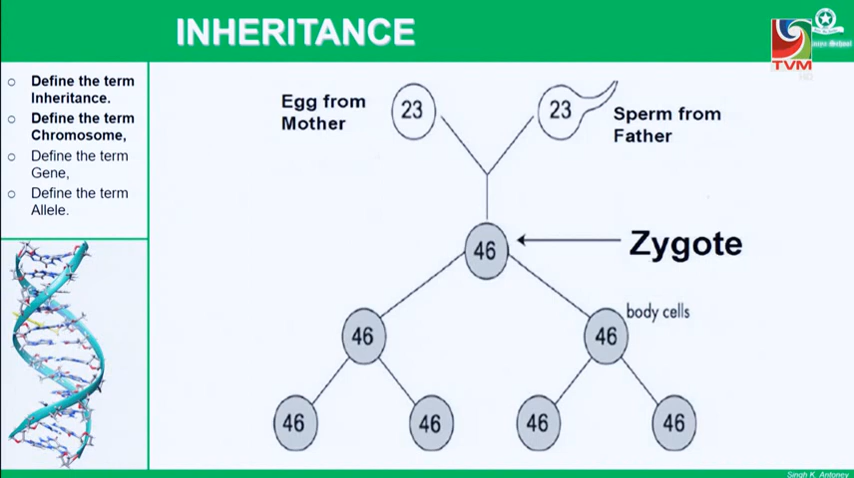 INHERITANCE
TVM
○ Define the term
Inheritance.
○ Define the term
Chromosome,
○ Define the term
Gene,
○ Define the term
Allele.
Egg from
Mother
23
23
Sperm from
Father
46
Zygote
46
46
body cells
46
46
46
46
Singh K. Antoney